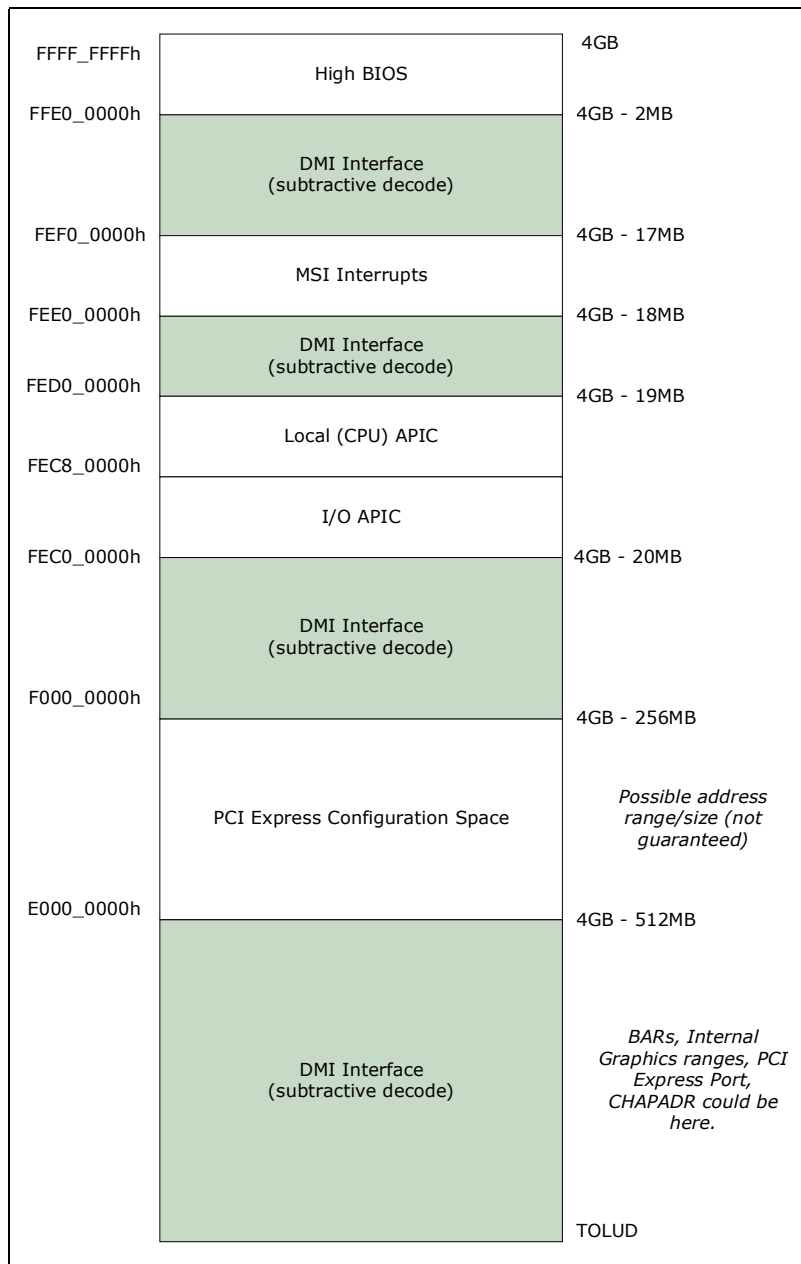 FFFF_FFFFh
4GB
High BIOS
FFE0_0000h
4GB - 2MB
DMI Interface
(subtractive decode)
FEF0_0000h
4GB - 17MB
MSI Interrupts
FEE0_0000h
4GB - 18MB
DMI Interface
(subtractive decode)
FED0_0000h
4GB - 19MB
Local (CPU) APIC
FEC8_0000h
I/O APIC
FEC0_0000h
4GB - 20MB
DMI Interface
(subtractive decode)
F000_0000h
4GB - 256MB
PCI Express Configuration Space
Possible address
range/size (not
guaranteed)
E000_0000h
4GB - 512MB
DMI Interface
(subtractive decode)
BARs, Internal
Graphics ranges, PCI
Express Port,
CHAPADR could be
here.
TOLUD